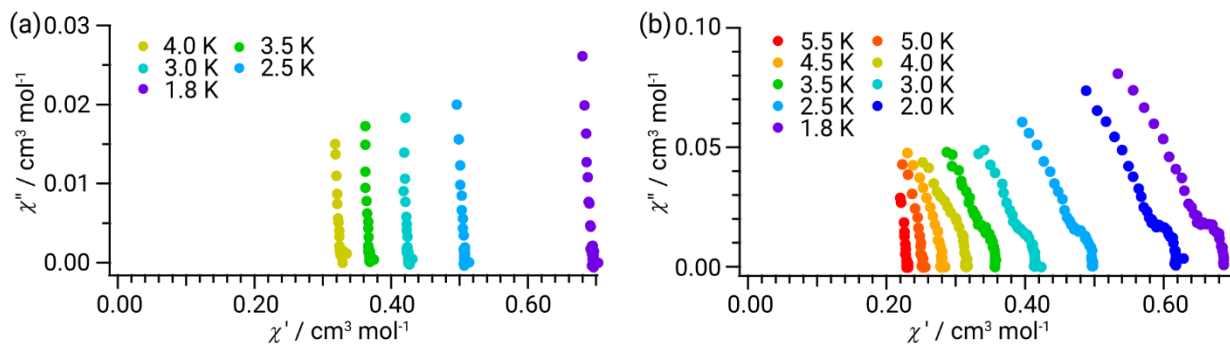 (a)
0.03
0.02
0.01
0.00
χ" / cm³ mol⁻¹
4.0 K
3.5 K
3.0 K
2.5 K
1.8 K
0.00
0.20
0.40
0.60
χ' / cm³ mol⁻¹
(b)
0.10
0.05
0.00
χ" / cm³ mol⁻¹
5.5 K
5.0 K
4.5 K
4.0 K
3.5 K
3.0 K
2.5 K
2.0 K
1.8 K
0.00
0.20
0.40
0.60
χ' / cm³ mol⁻¹